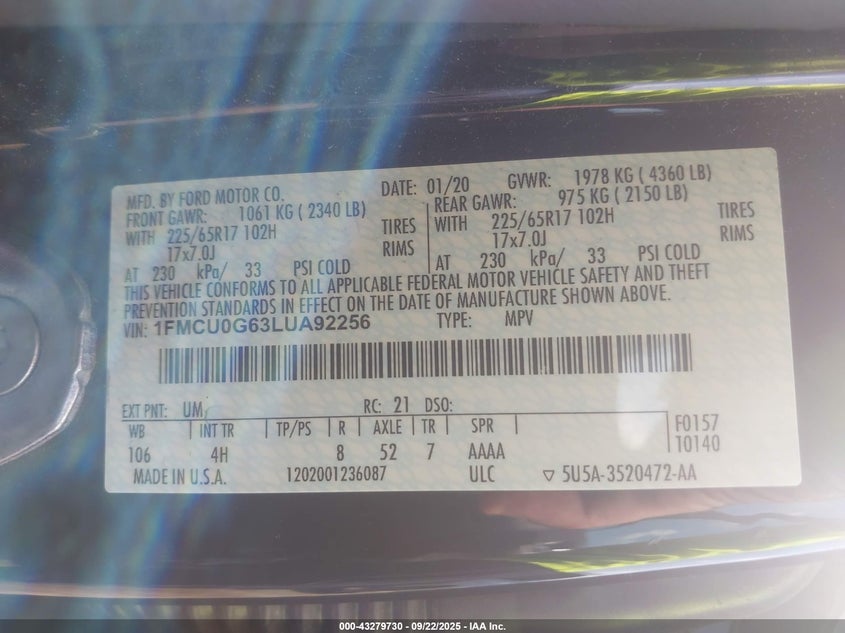 MFD. BY FORD MOTOR CO. DATE: 01/20 GVWR: 1978 KG ( 4360 LB)
FRONT GAWR: 1061 KG ( 2340 LB) REAR GAWR: 975 KG ( 2150 LB)
WITH 225/65R17 102H TIRES WITH 225/65R17 102H TIRES
17x7.0J RIMS 17x7.0J RIMS
AT 230 kPa/ 33 PSI COLD AT 230 kPa/ 33 PSI COLD
THIS VEHICLE CONFORMS TO ALL APPLICABLE FEDERAL MOTOR VEHICLE SAFETY AND THEFT
PREVENTION STANDARDS IN EFFECT ON THE DATE OF MANUFACTURE SHOWN ABOVE.
VIN: 1FMCU0G63LUA92256 TYPE: MPV
EXT PNT: UM RC: 21 DSO:
WB INT TR TP/PS R AXLE TR SPR F0157
106 4H 8 52 7 AAAA T0140
MADE IN U.S.A. 1202001236087 ULC ▽ 5U5A-3520472-AA
000-43279730 - 09/22/2025 - IAA Inc.